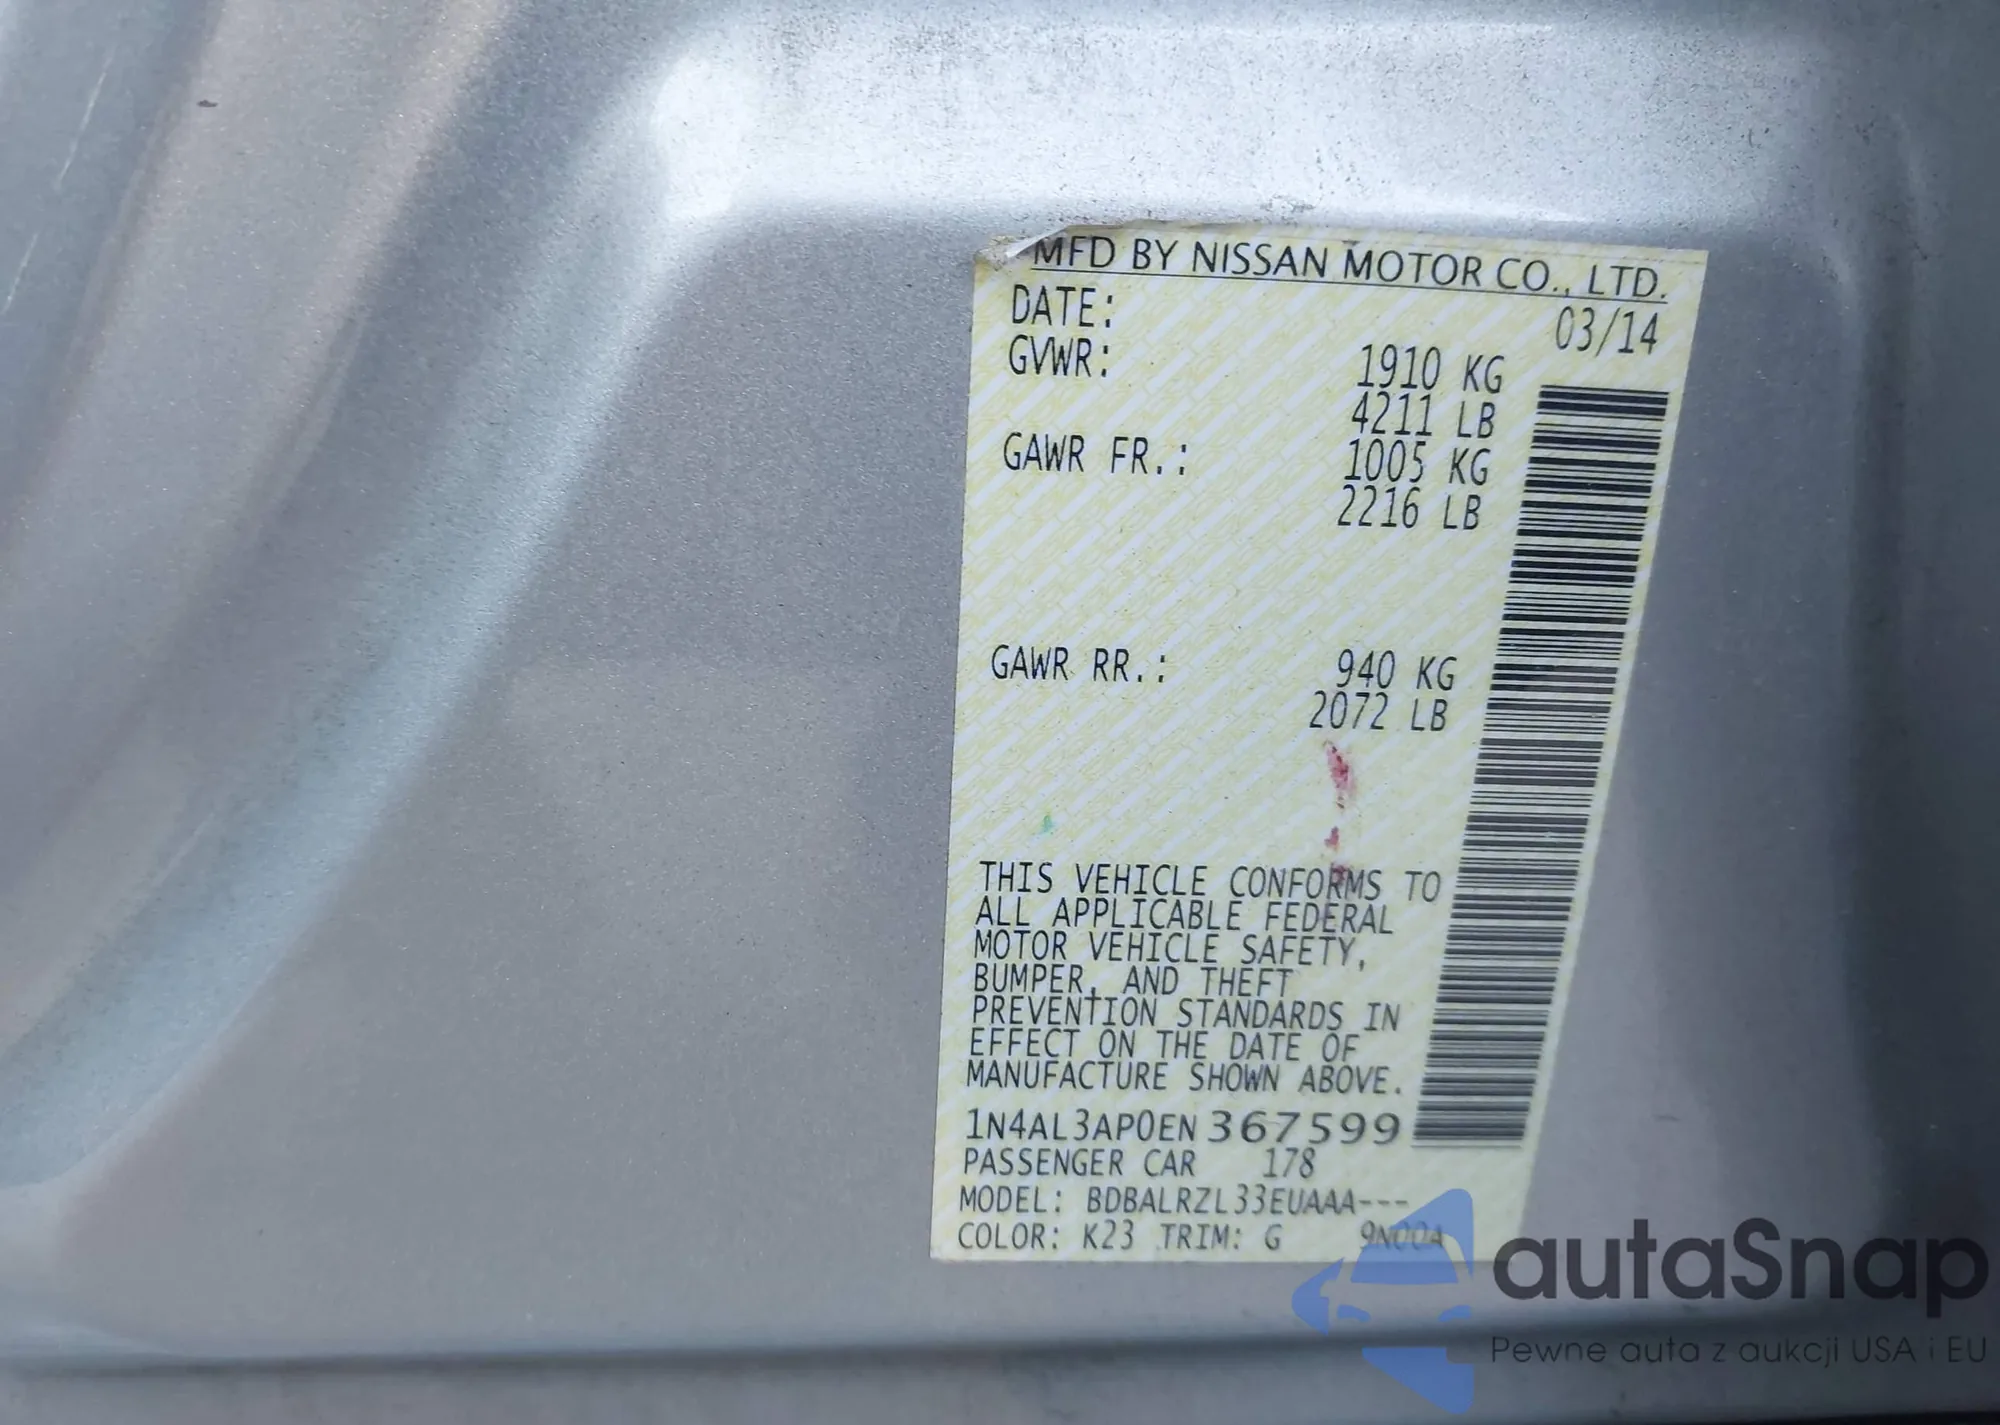 MFD BY NISSAN MOTOR CO., LTD.
DATE: 03/14
GVWR: 1910 KG
4211 LB
GAWR FR.: 1005 KG
2216 LB
GAWR RR.: 940 KG
2072 LB
THIS VEHICLE CONFORMS TO
ALL APPLICABLE FEDERAL
MOTOR VEHICLE SAFETY,
BUMPER, AND THEFT
PREVENTION STANDARDS IN
EFFECT ON THE DATE OF
MANUFACTURE SHOWN ABOVE.
1N4AL3AP0EN367599
PASSENGER CAR 178
MODEL: BDBALRZL33EUAAA---
COLOR: K23 TRIM: G 9N00A
autaSnap
Pewne auta z aukcji USA i EU